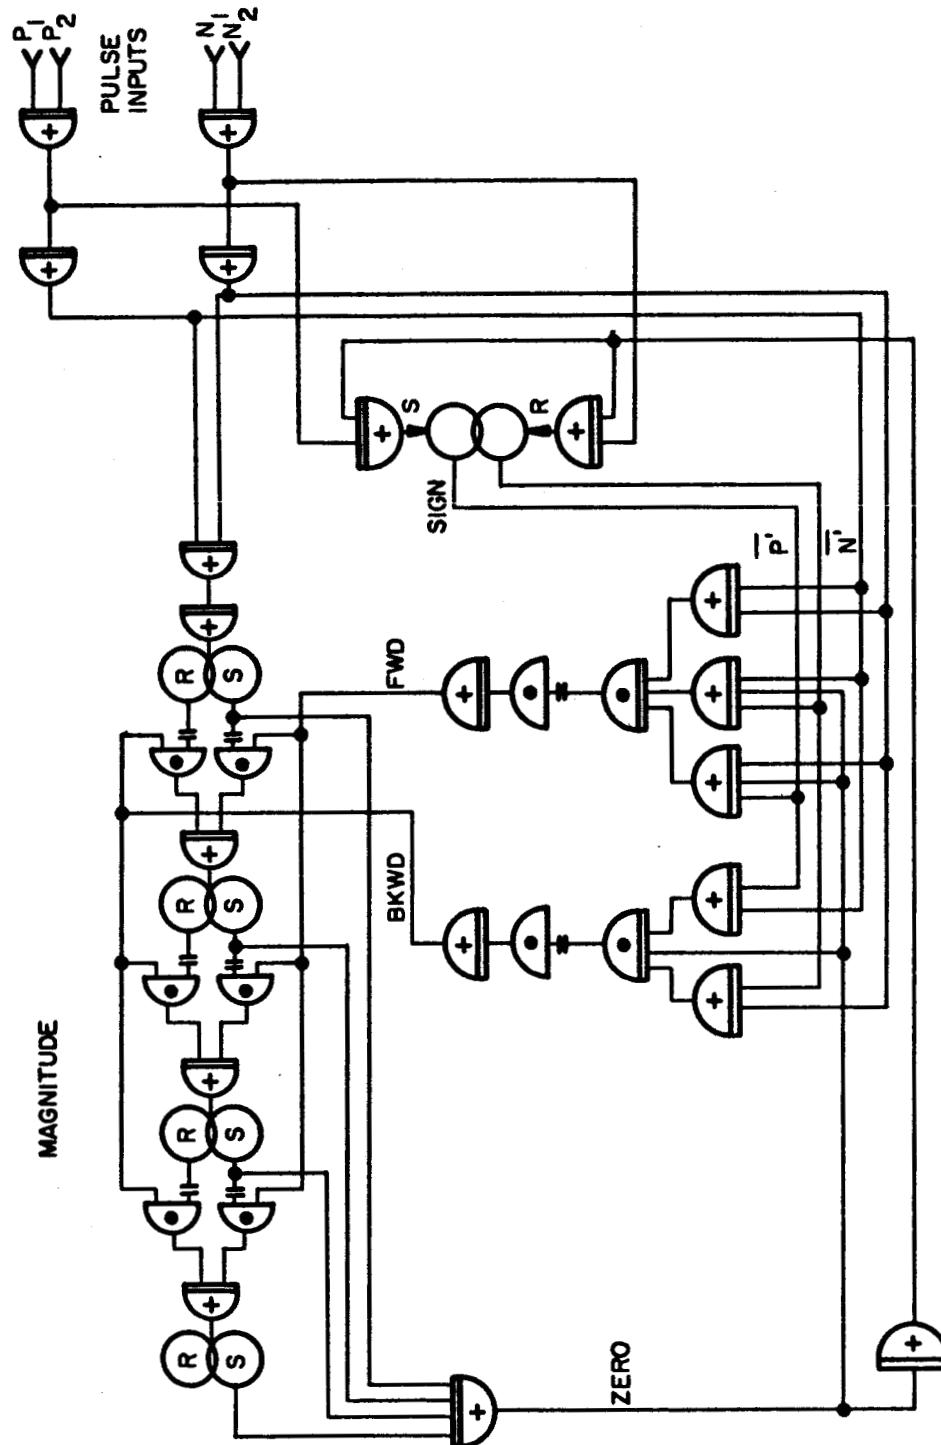 P1
P2
PULSE
INPUTS
N1
N2
+
+
+
+
+
S
R
+
SIGN
P'
N'
+
+
R
S
FWD
+
+
+
+
BKWD
+
R
S
+
+
+
MAGNITUDE
+
R
S
+
R
S
+
ZERO
+